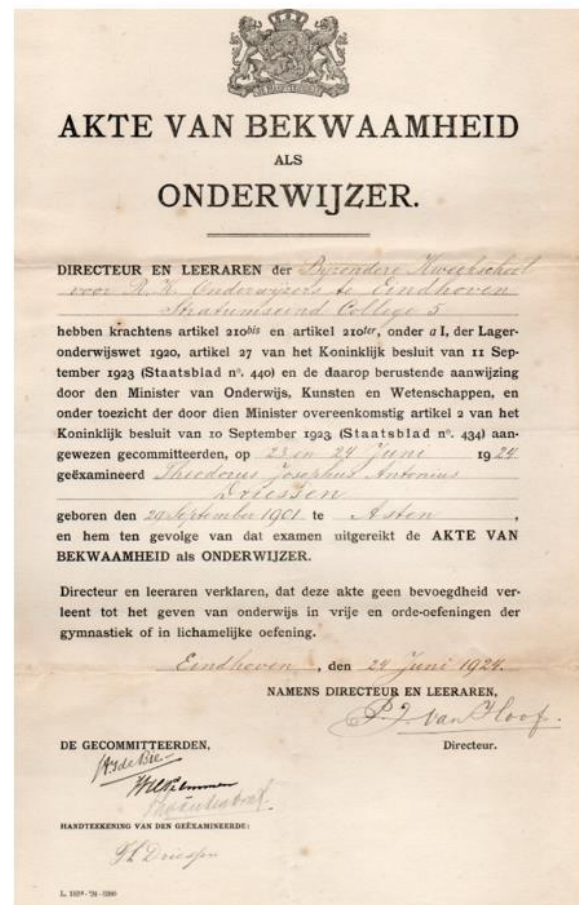 AKTE VAN BEKWAAMHEID
ALS
ONDERWIJZER.
DIRECTEUR EN LEERAREN der Bijzondere Kweekschool
voor R. K. Onderwijzers te Eindhoven
Stratumseind College 5
hebben krachtens artikel 210bis en artikel 210ter, onder a I, der Lager-
onderwijswet 1920, artikel 27 van het Koninklijk besluit van 11 Sep-
tember 1923 (Staatsblad nº. 440) en de daarop berustende aanwijzing
door den Minister van Onderwijs, Kunsten en Wetenschappen, en
onder toezicht der door dien Minister overeenkomstig artikel 2 van het
Koninklijk besluit van 10 September 1923 (Staatsblad nº. 434) aan-
gewezen gecommitteerden, op 23 en 24 Juni 1924
geëxamineerd Theodorus Josephus Antonius
Driessen
geboren den 29 September 1901 te Asten,
en hem ten gevolge van dat examen uitgereikt de AKTE VAN
BEKWAAMHEID als ONDERWIJZER.
Directeur en leeraren verklaren, dat deze akte geen bevoegdheid ver-
leent tot het geven van onderwijs in vrije en orde-oefeningen der
gymnastiek of in lichamelijke oefening.
Eindhoven, den 24 Juni 1924.
NAMENS DIRECTEUR EN LEERAREN,
P. J. van Hoof.
DE GECOMMITTEERDEN, Directeur.
HANDTEEKENING VAN DEN GEËXAMINEERDE:
Th. Driessen